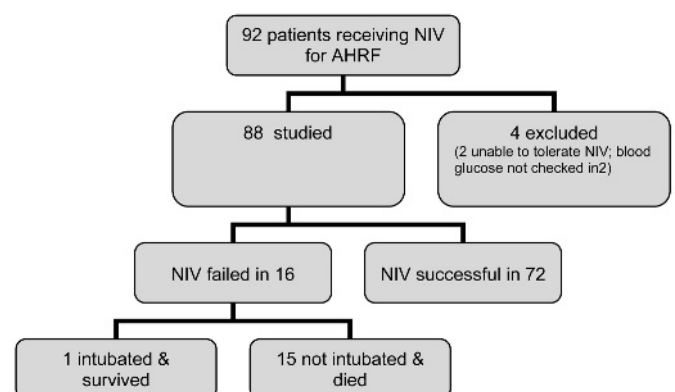 92 patients receiving NIV
for AHRF
88 studied
4 excluded
(2 unable to tolerate NIV; blood
glucose not checked in2)
NIV failed in 16
NIV successful in 72
1 intubated &
survived
15 not intubated &
died